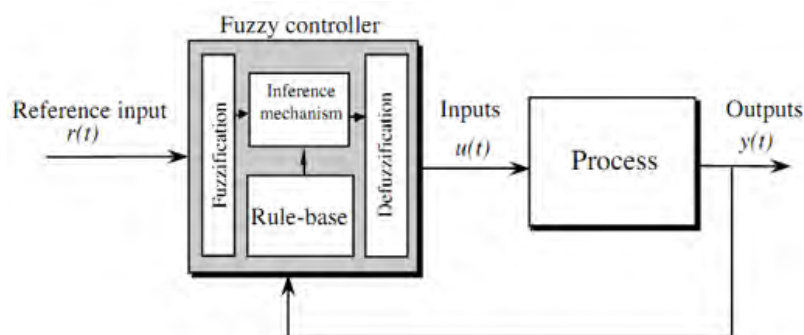 Fuzzy controller
Reference input
r(t)
Fuzzification
Inference
mechanism
Rule-base
Defuzzification
Inputs
u(t)
Process
Outputs
y(t)